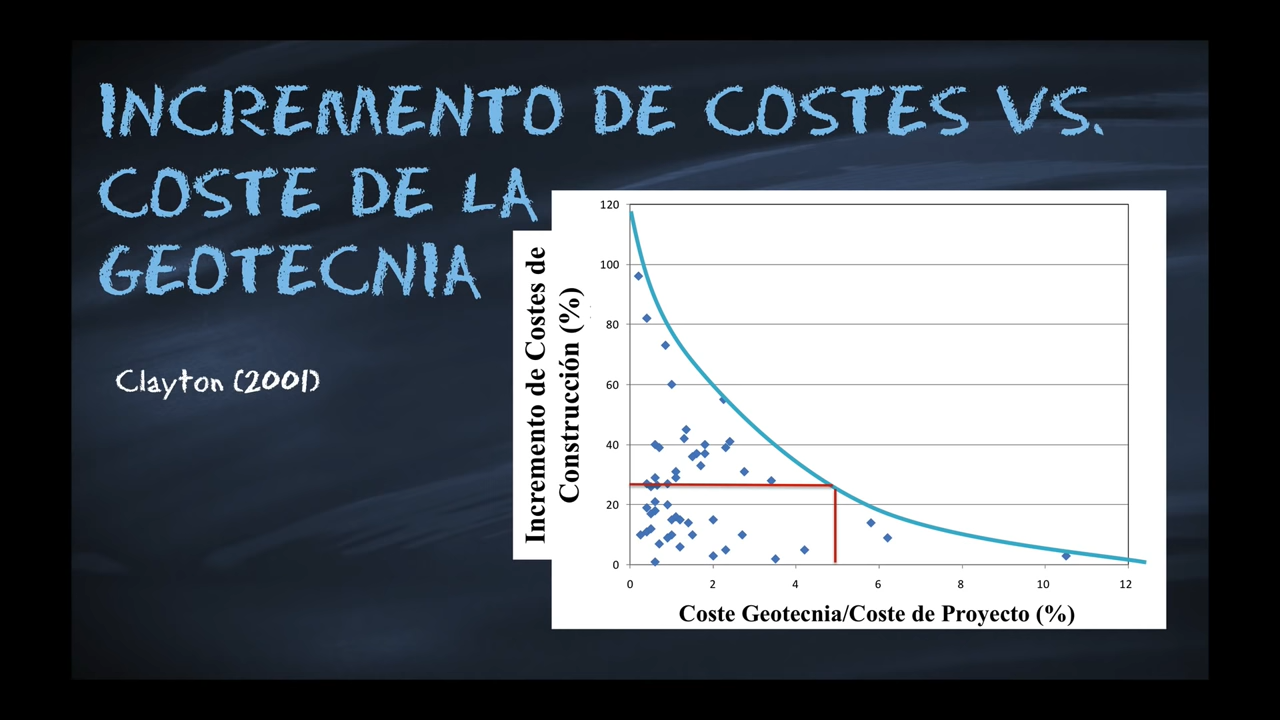 INCREMENTO DE COSTES VS.
COSTE DE LA
GEOTECNIA
Clayton (2001)
Incremento de Costes de
Construcción (%)
120
100
80
60
40
20
0
0 2 4 6 8 10 12
Coste Geotecnia/Coste de Proyecto (%)